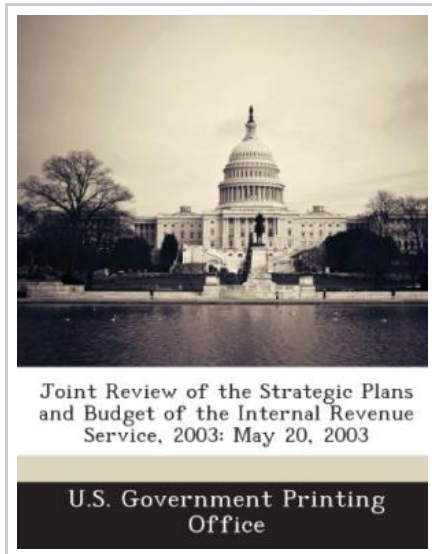 Joint Review of the Strategic Plans
and Budget of the Internal Revenue
Service, 2003: May 20, 2003
U.S. Government Printing
Office